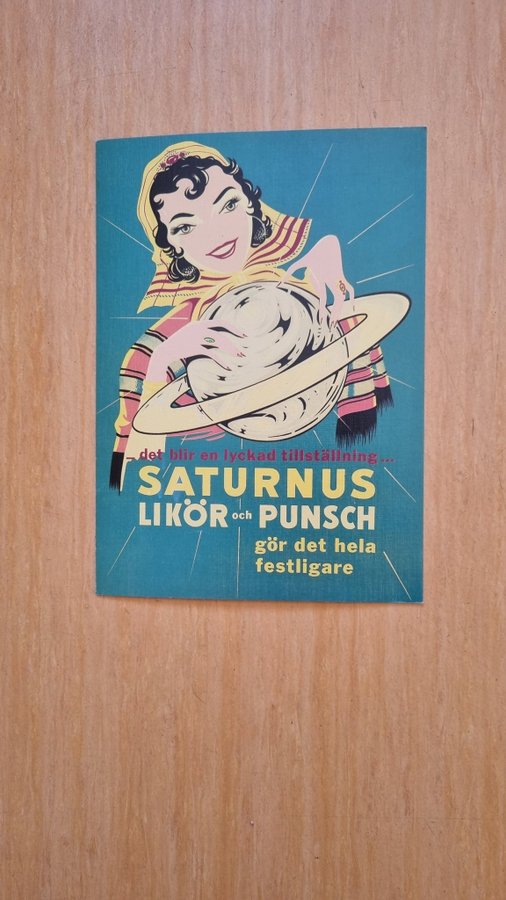 – det blir en lyckad tillställning...
SATURNUS
LIKÖR och PUNSCH
gör det hela
festligare